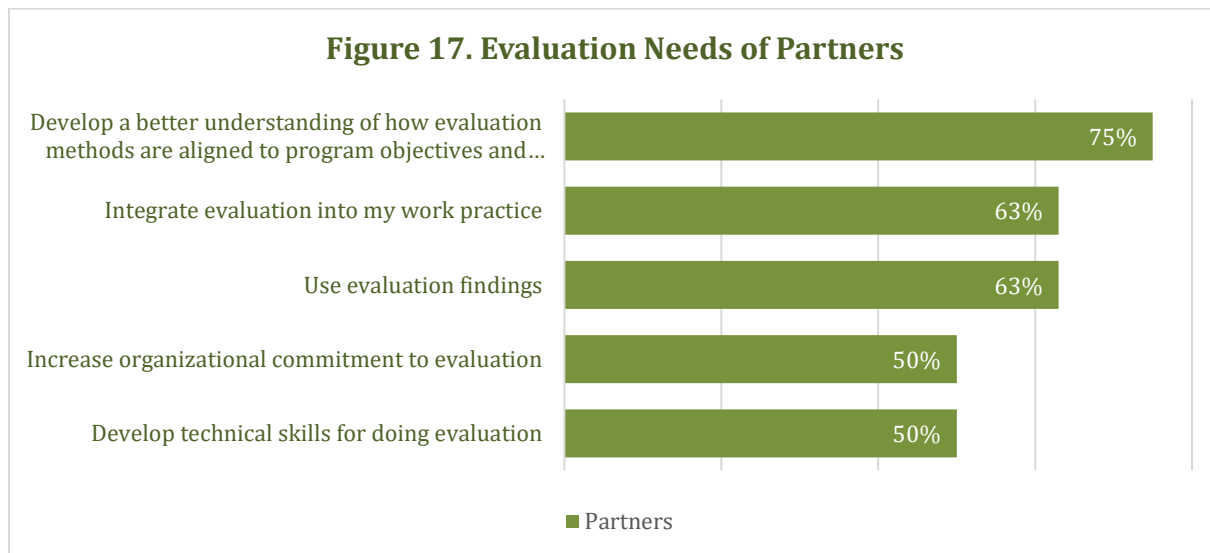 Figure 17. Evaluation Needs of Partners
Develop a better understanding of how evaluation
methods are aligned to program objectives and...
75%
Integrate evaluation into my work practice
63%
Use evaluation findings
63%
Increase organizational commitment to evaluation
50%
Develop technical skills for doing evaluation
50%
Partners